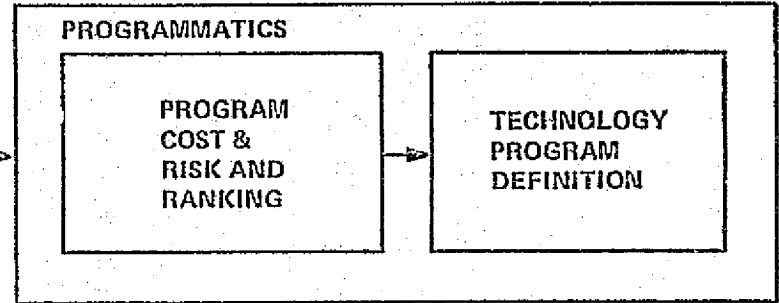 PROGRAMMATICS
PROGRAM
COST &
RISK AND
RANKING
TECHNOLOGY
PROGRAM
DEFINITION